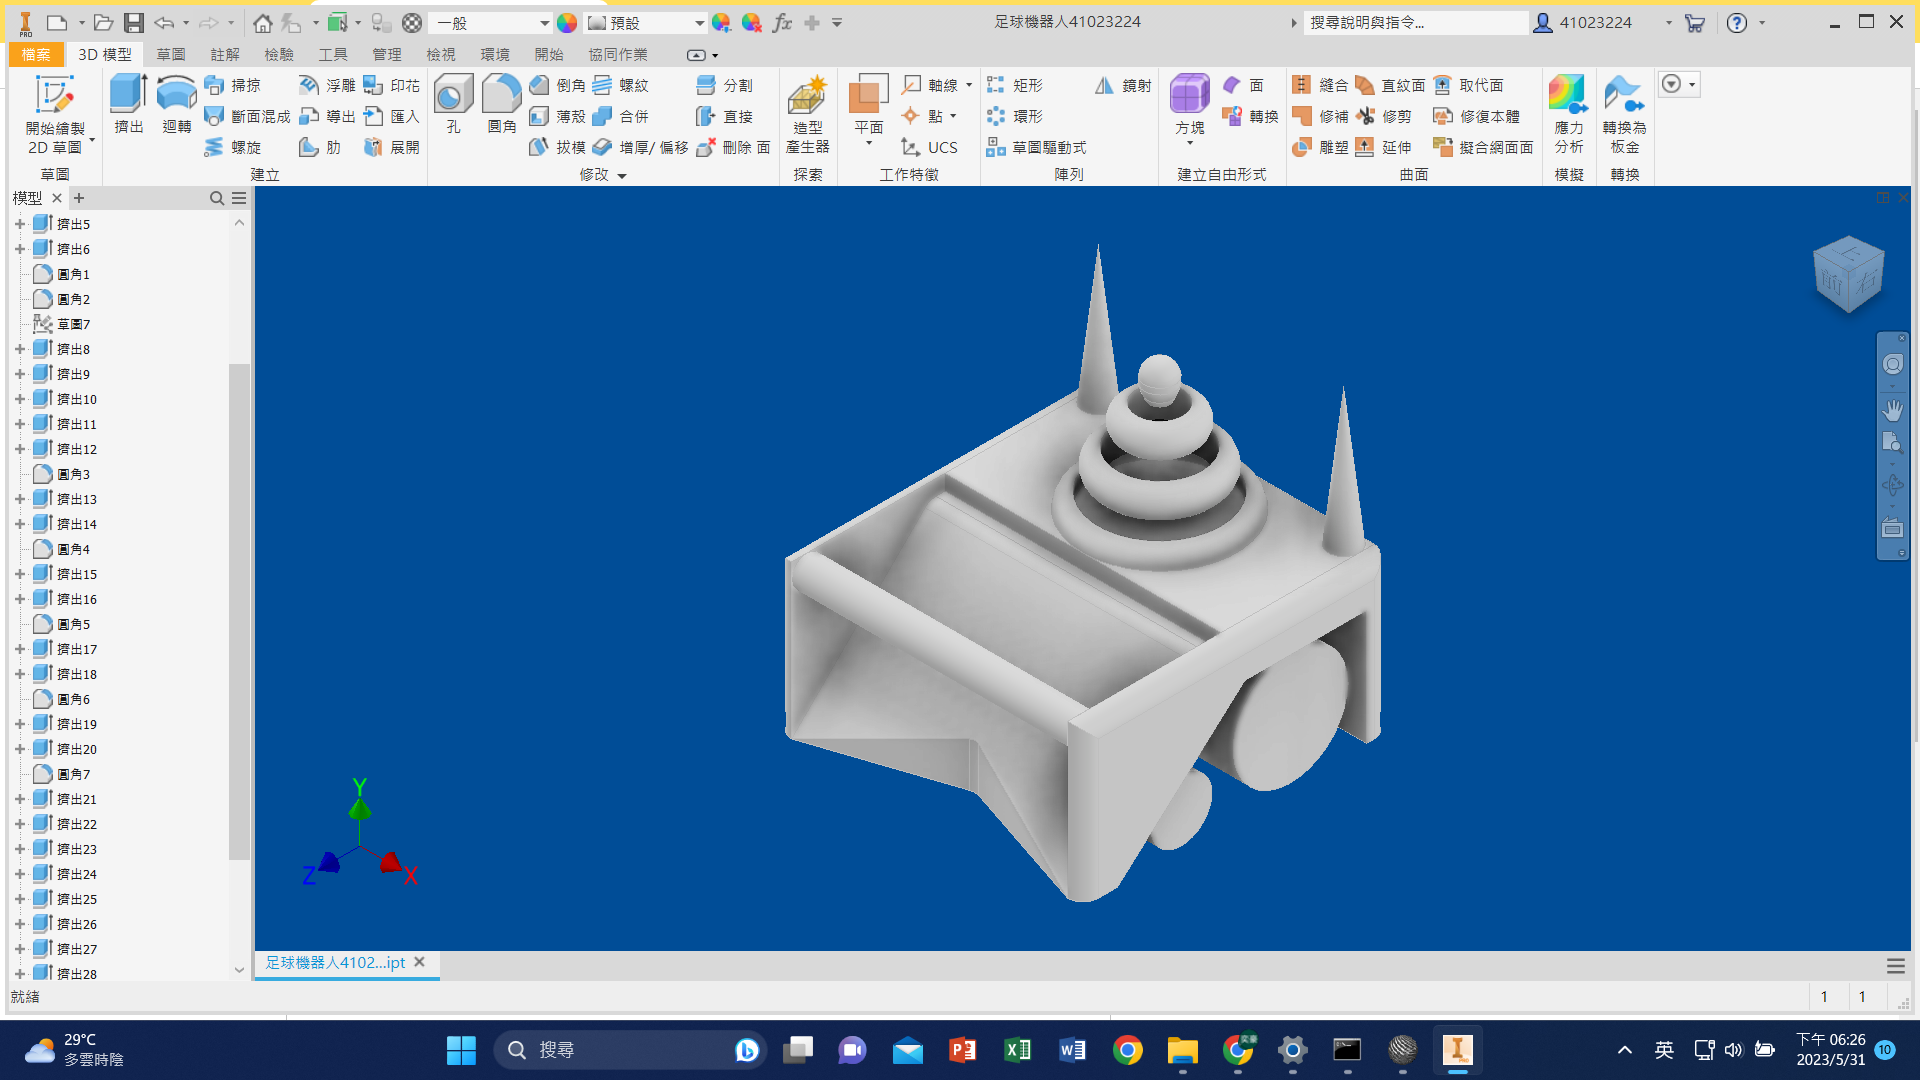 PRO
一般
預設
fx
足球機器人41023224
搜尋說明與指令...
41023224
檔案
3D 模型
草圖
註解
檢驗
工具
管理
檢視
環境
開始
協同作業
開始繪製
2D 草圖
擠出
迴轉
掃掠
斷面混成
螺旋
浮雕
導出
肋
印花
匯入
展開
孔
圓角
倒角
薄殼
拔模
螺紋
合併
增厚/ 偏移
分割
直接
刪除 面
造型
產生器
平面
軸線
點
UCS
矩形
環形
草圖驅動式
鏡射
方塊
面
轉換
縫合
修補
雕塑
直紋面
修剪
延伸
取代面
修復本體
擬合網面面
應力
分析
轉換為
板金
草圖
建立
修改
探索
工作特徵
陣列
建立自由形式
曲面
模擬
轉換
模型
擠出5
擠出6
圓角1
圓角2
草圖7
擠出8
擠出9
擠出10
擠出11
擠出12
圓角3
擠出13
擠出14
圓角4
擠出15
擠出16
圓角5
擠出17
擠出18
圓角6
擠出19
擠出20
圓角7
擠出21
擠出22
擠出23
擠出24
擠出25
擠出26
擠出27
擠出28
上
前
右
Y
Z
X
足球機器人4102...ipt
就緒
1
1
29°C
多雲時陰
搜尋
英
下午 06:26
2023/5/31
10